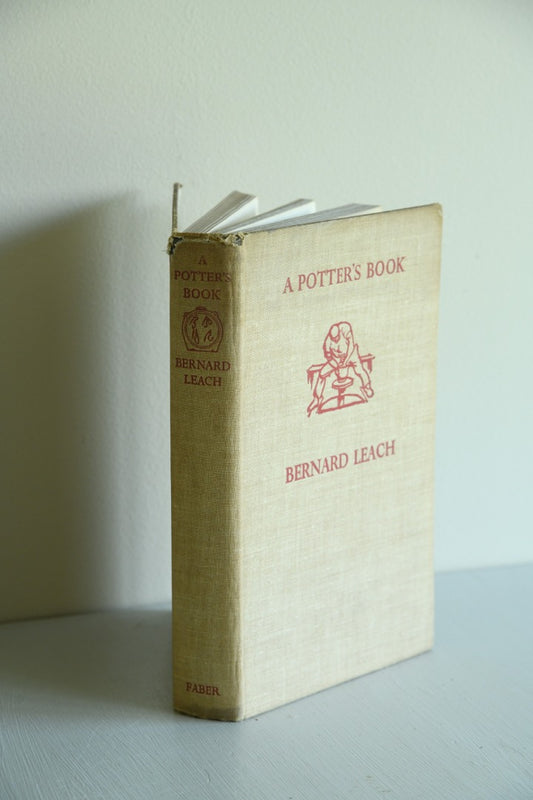 A
POTTER'S
BOOK
BERNARD
LEACH
FABER
A POTTER'S BOOK
BERNARD LEACH